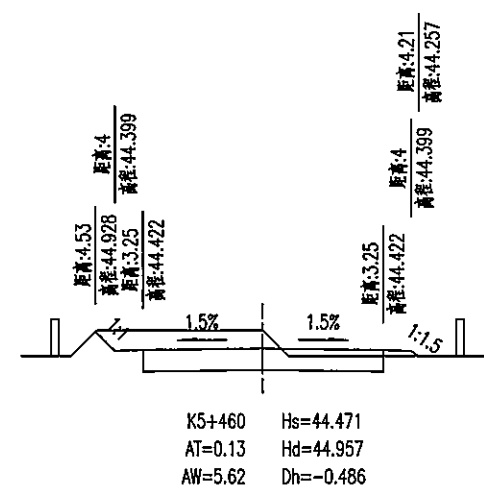 距离:4.21
高程:44.257
距离:4
高程:44.399
距离:4
高程:44.399
距离:4.53
高程:44.928
距离:3.25
高程:44.422
距离:3.25
高程:44.422
1:1
1.5%
1.5%
1:1.5
K5+460 Hs=44.471
AT=0.13 Hd=44.957
AW=5.62 Dh=-0.486